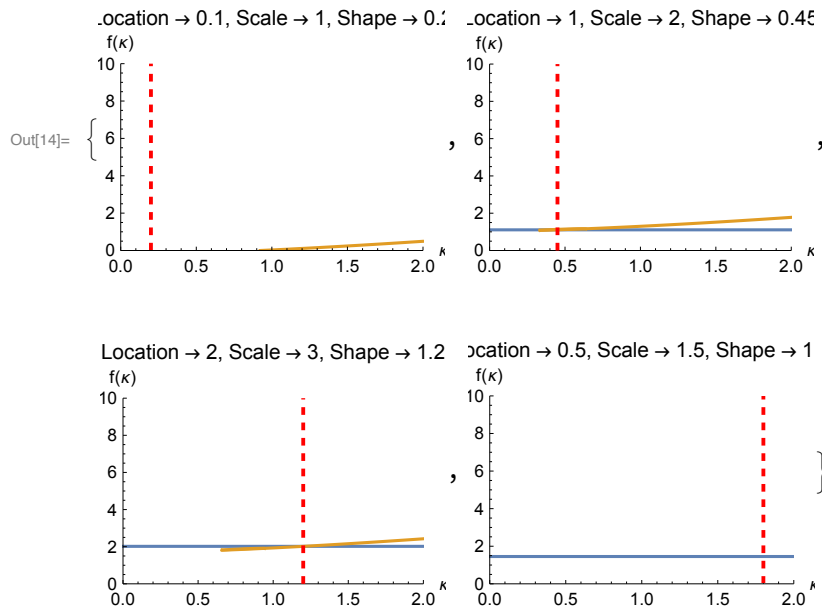 Location → 0.1, Scale → 1, Shape → 0.2
f(κ)
10
8
6
4
2
0
0.0 0.5 1.0 1.5 2.0
κ
Out[14]= {
,
Location → 1, Scale → 2, Shape → 0.45
f(κ)
10
8
6
4
2
0
0.0 0.5 1.0 1.5 2.0
κ
,
Location → 2, Scale → 3, Shape → 1.2
f(κ)
10
8
6
4
2
0
0.0 0.5 1.0 1.5 2.0
κ
,
ocation → 0.5, Scale → 1.5, Shape → 1
f(κ)
10
8
6
4
2
0
0.0 0.5 1.0 1.5 2.0
κ
}